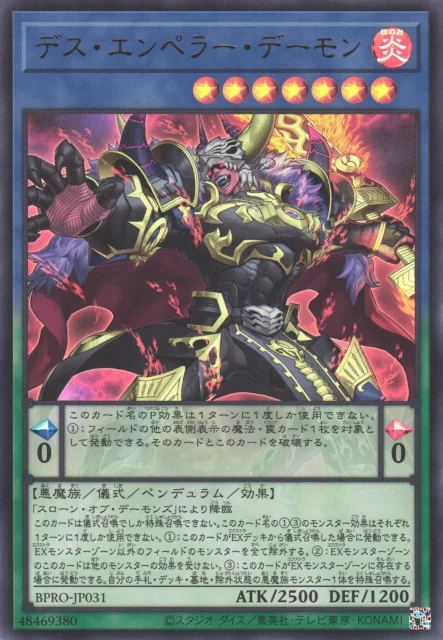 デス・エンペラー・デーモン
炎
ほのお
このカード名のP効果は1ターンに1度しか使用できない。
①:フィールドの他の表側表示の魔法・罠カード1枚を対象と
して発動できる。そのカードとこのカードを破壊する。
0
0
【悪魔族/儀式/ペンデュラム/効果】
「スローン・オブ・デーモンズ」により降臨
このカードは儀式召喚でしか特殊召喚できない。このカード名の①③のモンスター効果はそれぞれ
1ターンに1度しか使用できない。①:このカードがEXデッキから儀式召喚した場合に発動できる。
EXモンスターゾーン以外のフィールドのモンスターを全て除外する。②:EXモンスターゾーン
のこのカードは他のモンスターの効果を受けない。③:このカードがEXモンスターゾーンに存在する
場合に発動できる。自分の手札・デッキ・墓地・除外状態の悪魔族モンスター1体を特殊召喚する。
BPRO-JP031
ATK/2500 DEF/1200
48469380
©スタジオ・ダイス/集英社・テレビ東京・KONAMI